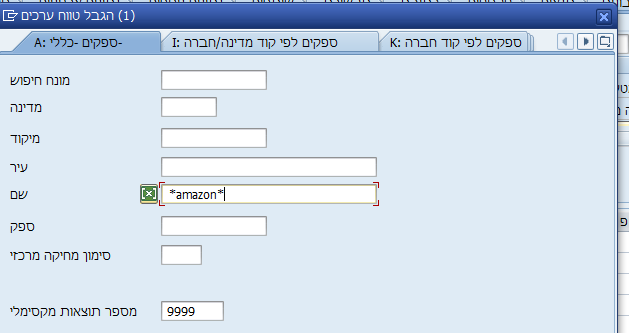 הגבל טווח ערכים (1)
A: ספקים -כללי-
I: ספקים לפי קוד מדינה/חברה
K: ספקים לפי קוד חברה
מונח חיפוש
מדינה
מיקוד
עיר
שם *amazon*
ספק
סימון מחיקה מרכזי
מספר תוצאות מקסימלי 9999